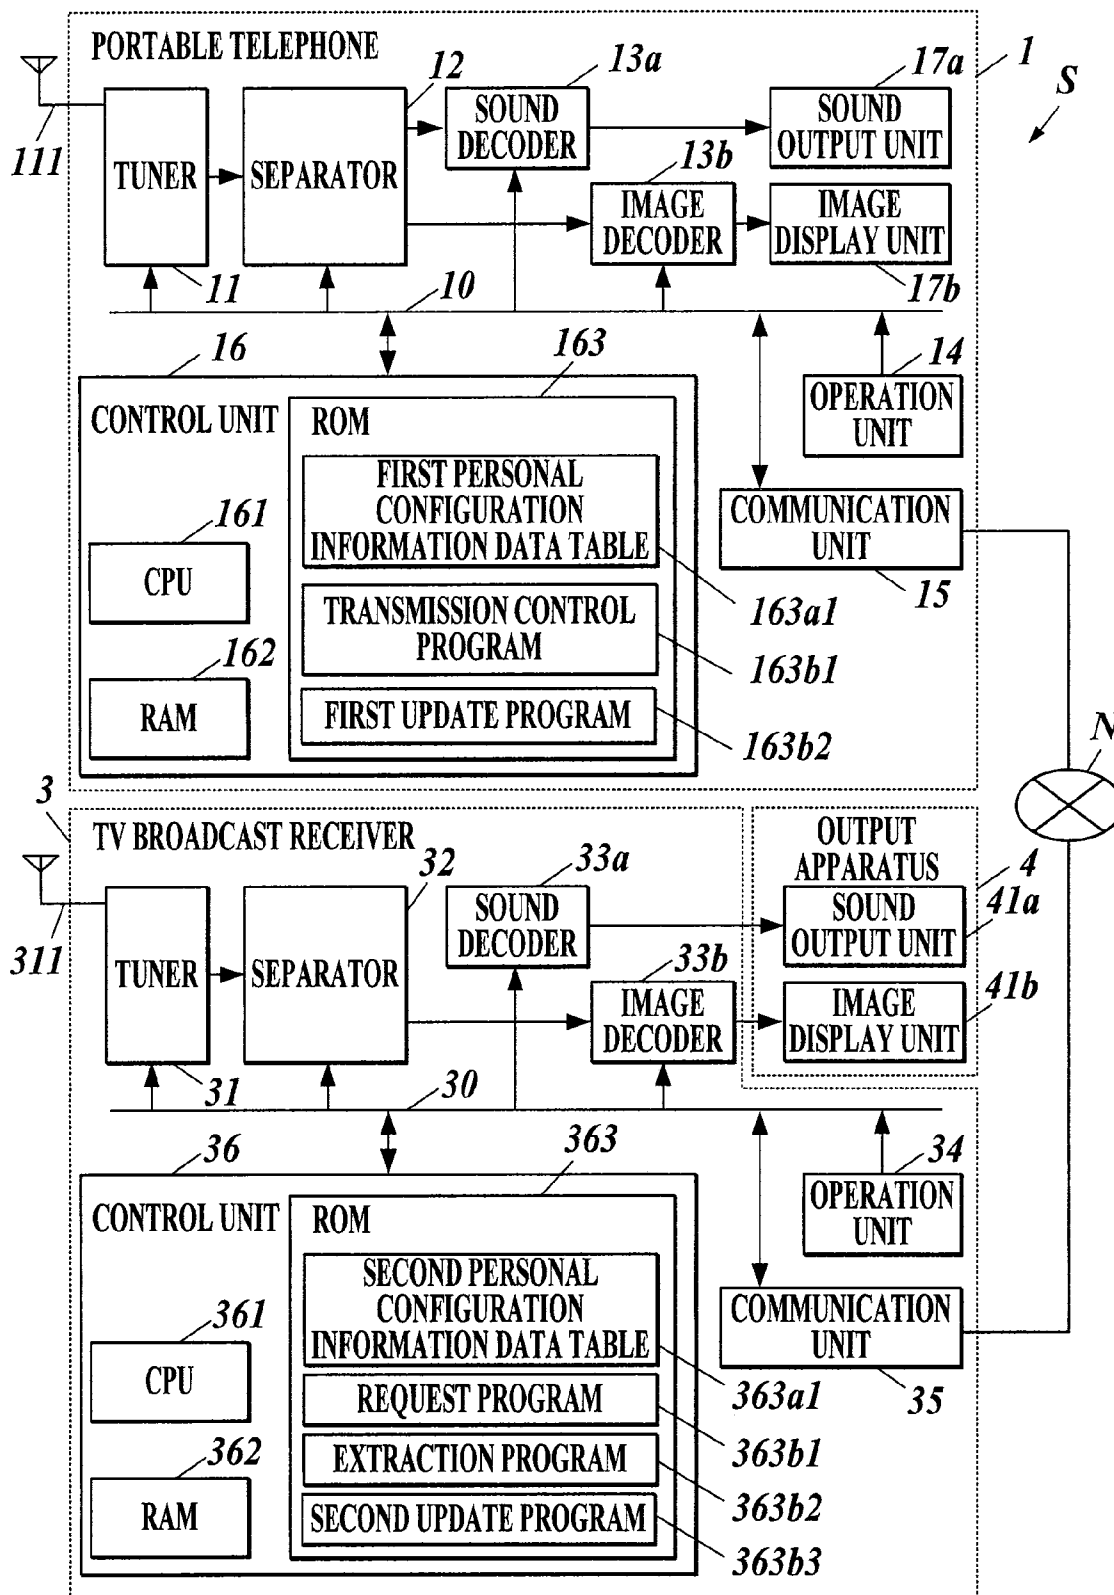 PORTABLE TELEPHONE
12
13a
17a
1
S
111
TUNER
SEPARATOR
SOUND
DECODER
SOUND
OUTPUT UNIT
13b
IMAGE
DECODER
IMAGE
DISPLAY UNIT
11
10
17b
16
163
14
CONTROL UNIT
ROM
OPERATION
UNIT
FIRST PERSONAL
CONFIGURATION
INFORMATION DATA TABLE
161
CPU
COMMUNICATION
UNIT
15
163a1
TRANSMISSION CONTROL
PROGRAM
163b1
162
RAM
FIRST UPDATE PROGRAM
163b2
N
3
TV BROADCAST RECEIVER
32
33a
OUTPUT
APPARATUS
4
311
TUNER
SEPARATOR
SOUND
DECODER
SOUND
OUTPUT UNIT
41a
33b
IMAGE
DECODER
IMAGE
DISPLAY UNIT
41b
31
30
36
363
34
CONTROL UNIT
ROM
OPERATION
UNIT
SECOND PERSONAL
CONFIGURATION
INFORMATION DATA TABLE
361
CPU
COMMUNICATION
UNIT
35
363a1
REQUEST PROGRAM
363b1
362
RAM
EXTRACTION PROGRAM
363b2
SECOND UPDATE PROGRAM
363b3